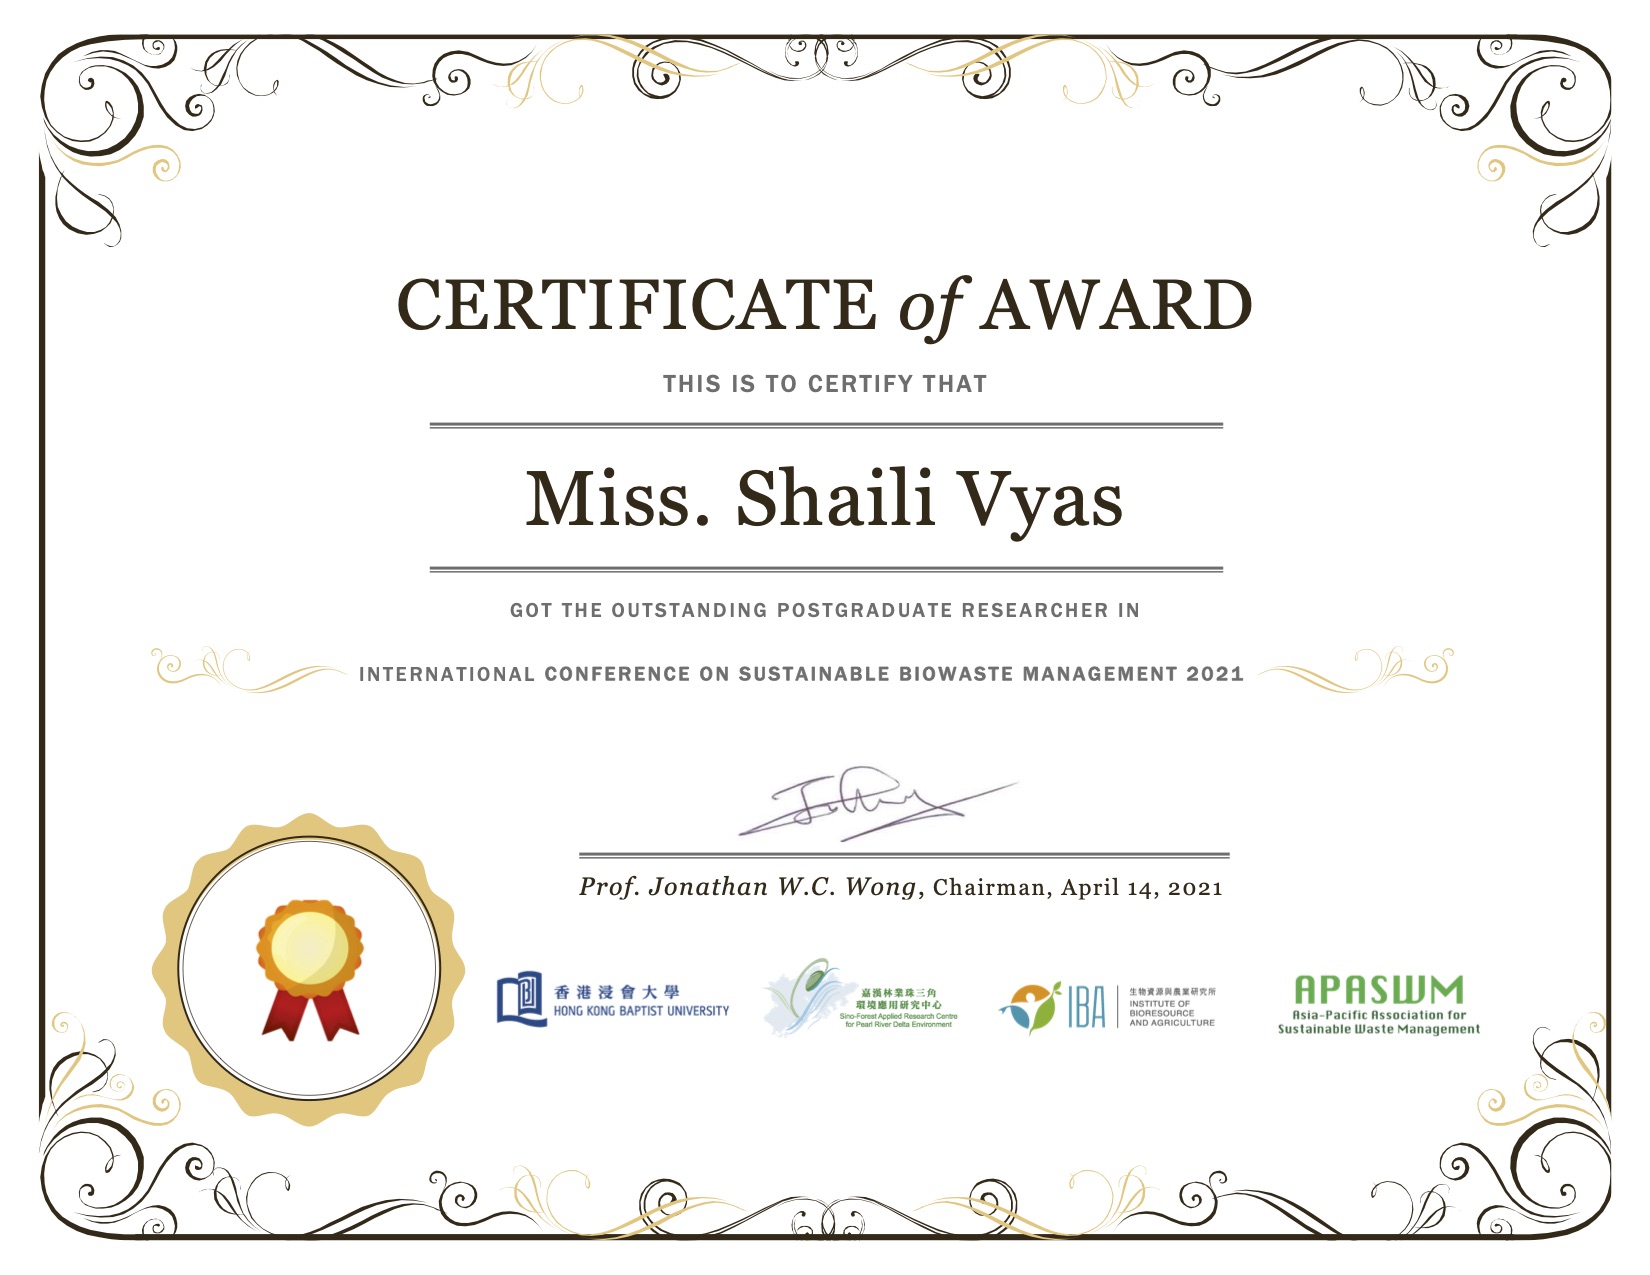 CERTIFICATE of AWARD
THIS IS TO CERTIFY THAT
Miss. Shaili Vyas
GOT THE OUTSTANDING POSTGRADUATE RESEARCHER IN
INTERNATIONAL CONFERENCE ON SUSTAINABLE BIOWASTE MANAGEMENT 2021
Prof. Jonathan W.C. Wong, Chairman, April 14, 2021
香港浸會大學
HONG KONG BAPTIST UNIVERSITY
嘉漢林業珠三角
環境應用研究中心
Sino-Forest Applied Research Centre
for Pearl River Delta Environment
IBA
生物資源與農業研究所
INSTITUTE OF
BIORESOURCE
AND AGRICULTURE
APASWM
Asia-Pacific Association for
Sustainable Waste Management